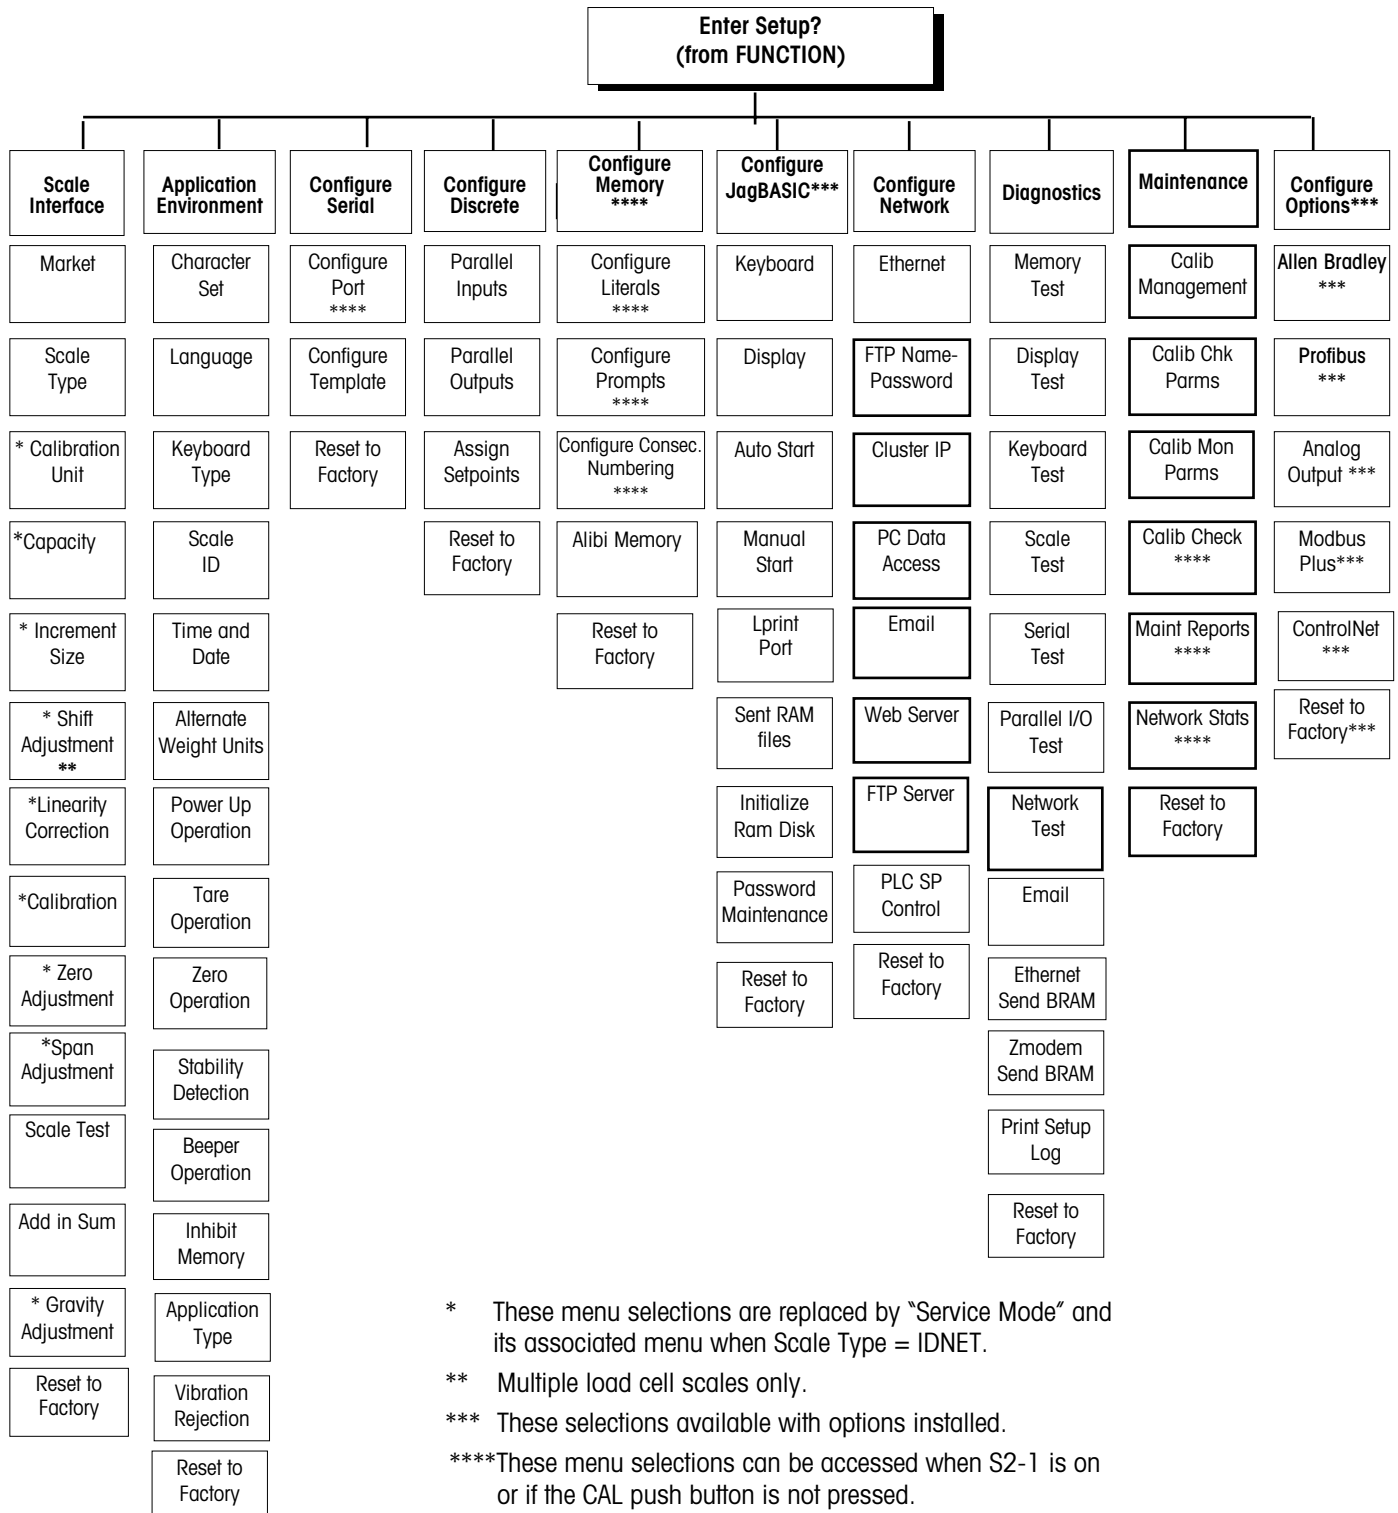 Enter Setup?
(from FUNCTION)
Scale
Interface
Market
Scale
Type
* Calibration
Unit
*Capacity
* Increment
Size
* Shift
Adjustment
**
*Linearity
Correction
*Calibration
* Zero
Adjustment
*Span
Adjustment
Scale Test
Add in Sum
* Gravity
Adjustment
Reset to
Factory
Application
Environment
Character
Set
Language
Keyboard
Type
Scale
ID
Time and
Date
Alternate
Weight Units
Power Up
Operation
Tare
Operation
Zero
Operation
Stability
Detection
Beeper
Operation
Inhibit
Memory
Application
Type
Vibration
Rejection
Reset to
Factory
Configure
Serial
Configure
Port
****
Configure
Template
Reset to
Factory
Configure
Discrete
Parallel
Inputs
Parallel
Outputs
Assign
Setpoints
Reset to
Factory
Configure
Memory
****
Configure
Literals
****
Configure
Prompts
****
Configure Consec.
Numbering
****
Alibi Memory
Reset to
Factory
Configure
JagBASIC***
Keyboard
Display
Auto Start
Manual
Start
Lprint
Port
Sent RAM
files
Initialize
Ram Disk
Password
Maintenance
Reset to
Factory
Configure
Network
Ethernet
FTP Name-
Password
Cluster IP
PC Data
Access
Email
Web Server
FTP Server
PLC SP
Control
Reset to
Factory
Diagnostics
Memory
Test
Display
Test
Keyboard
Test
Scale
Test
Serial
Test
Parallel I/O
Test
Network
Test
Email
Ethernet
Send BRAM
Zmodem
Send BRAM
Print Setup
Log
Reset to
Factory
Maintenance
Calib
Management
Calib Chk
Parms
Calib Mon
Parms
Calib Check
****
Maint Reports
****
Network Stats
****
Reset to
Factory
Configure
Options***
Allen Bradley
***
Profibus
***
Analog
Output ***
Modbus
Plus***
ControlNet
***
Reset to
Factory***
* These menu selections are replaced by "Service Mode" and
its associated menu when Scale Type = IDNET.
** Multiple load cell scales only.
*** These selections available with options installed.
****These menu selections can be accessed when S2-1 is on
or if the CAL push button is not pressed.